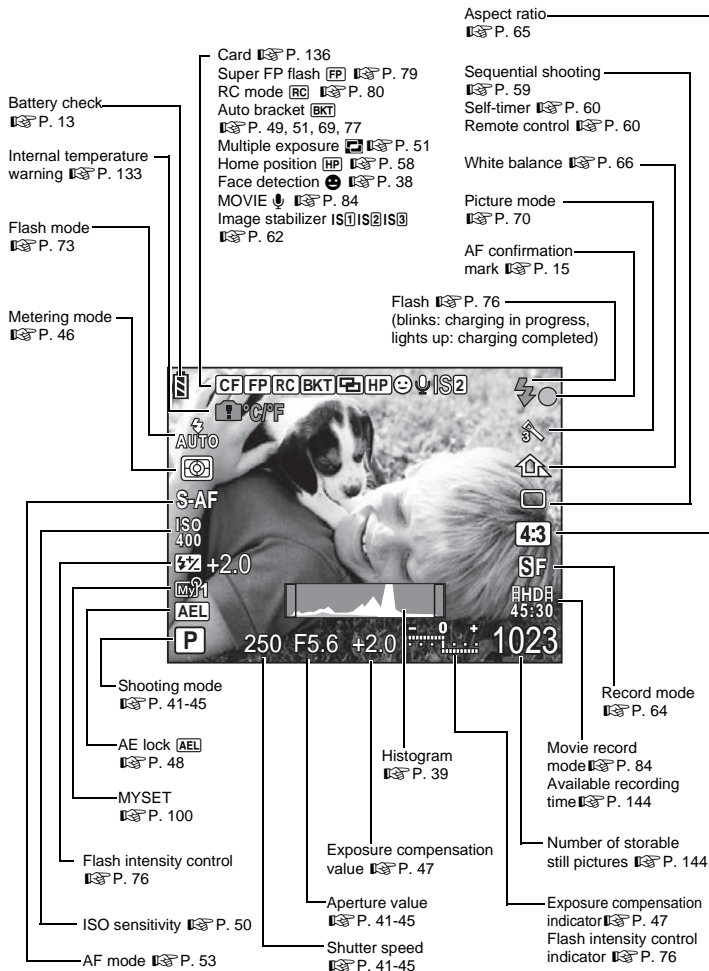 Aspect ratio
P. 65
Card P. 136
Super FP flash FP P. 79
RC mode RC P. 80
Auto bracket BKT
P. 49, 51, 69, 77
Multiple exposure P. 51
Home position HP P. 58
Face detection P. 38
MOVIE P. 84
Image stabilizer IS1 IS2 IS3
P. 62
Sequential shooting
P. 59
Self-timer P. 60
Remote control P. 60
Battery check
P. 13
Internal temperature
warning P. 133
White balance P. 66
Picture mode
P. 70
Flash mode
P. 73
AF confirmation
mark P. 15
Metering mode
P. 46
Flash P. 76
(blinks: charging in progress,
lights up: charging completed)
CF FP RC BKT HP IS2
°C/°F
AUTO
3
S-AF
ISO
400
4:3
+2.0
SF
My1
HD
45:30
AEL
P 250 F5.6 +2.0 - 0 + 1023
Shooting mode
P. 41-45
Record mode
P. 64
AE lock AEL
P. 48
Histogram
P. 39
Movie record
mode P. 84
Available recording
time P. 144
MYSET
P. 100
Flash intensity control
P. 76
Exposure compensation
value P. 47
Number of storable
still pictures P. 144
ISO sensitivity P. 50
Aperture value
P. 41-45
Exposure compensation
indicator P. 47
Flash intensity control
indicator P. 76
AF mode P. 53
Shutter speed
P. 41-45